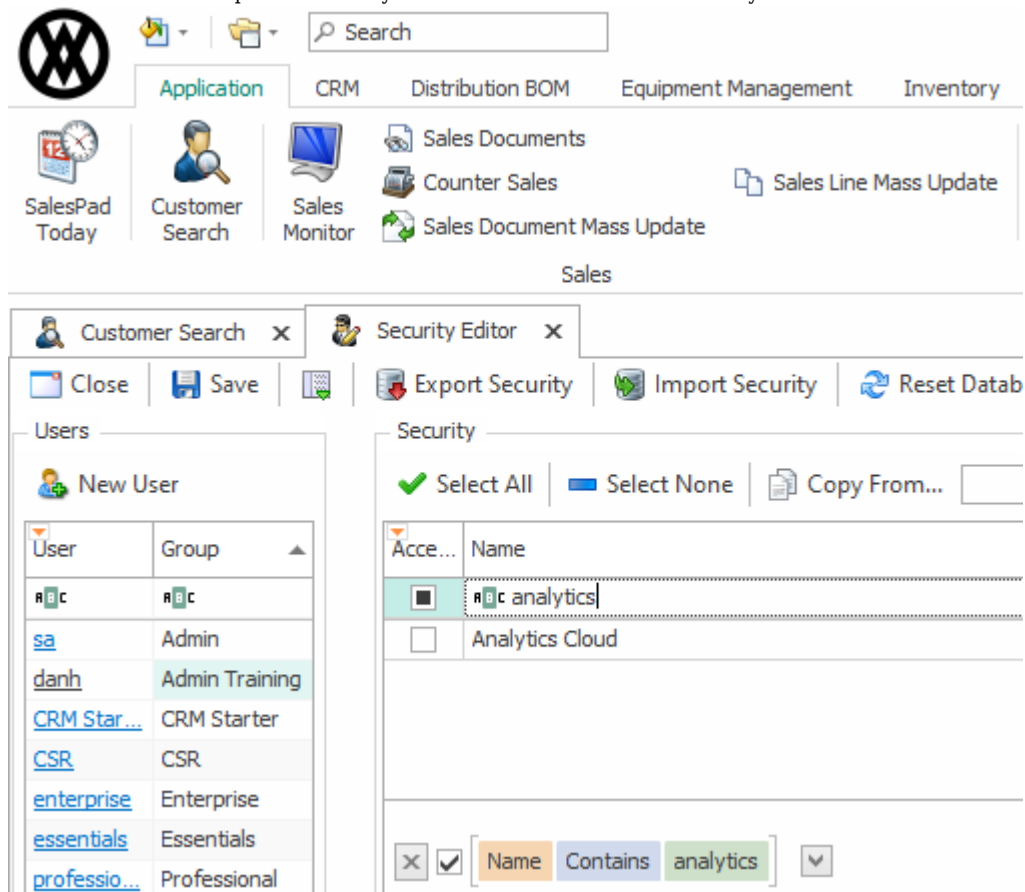 Search
Application CRM Distribution BOM Equipment Management Inventory
SalesPad Today
Customer Search
Sales Monitor
Sales Documents
Counter Sales
Sales Document Mass Update
Sales Line Mass Update
Sales
Customer Search x Security Editor x
Close Save Export Security Import Security Reset Datab
Users
New User
User Group
ABC ABC
sa Admin
danh Admin Training
CRM Star... CRM Starter
CSR CSR
enterprise Enterprise
essentials Essentials
professio... Professional
Security
Select All Select None Copy From...
Acce... Name
ABC analytics
Analytics Cloud
Name Contains analytics